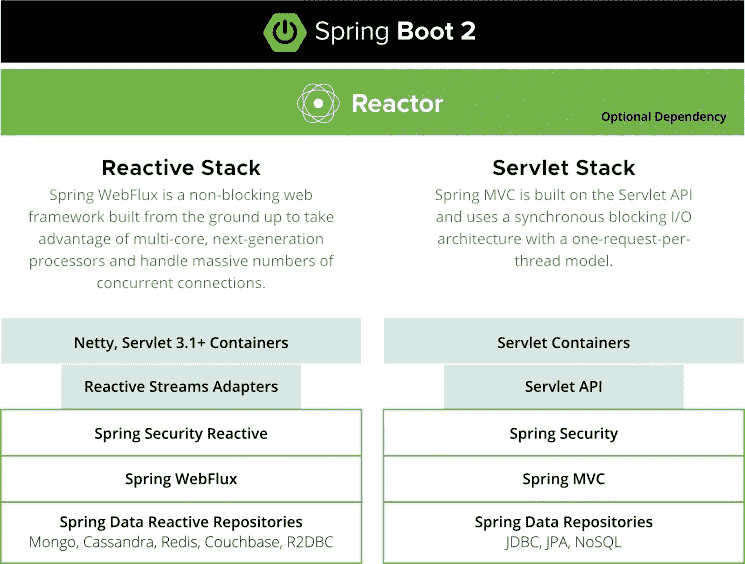 Spring Boot 2
Reactor
Optional Dependency
Reactive Stack
Spring WebFlux is a non-blocking web
framework built from the ground up to take
advantage of multi-core, next-generation
processors and handle massive numbers of
concurrent connections.
Servlet Stack
Spring MVC is built on the Servlet API
and uses a synchronous blocking I/O
architecture with a one-request-per-
thread model.
Netty, Servlet 3.1+ Containers
Reactive Streams Adapters
Spring Security Reactive
Spring WebFlux
Spring Data Reactive Repositories
Mongo, Cassandra, Redis, Couchbase, R2DBC
Servlet Containers
Servlet API
Spring Security
Spring MVC
Spring Data Repositories
JDBC, JPA, NoSQL